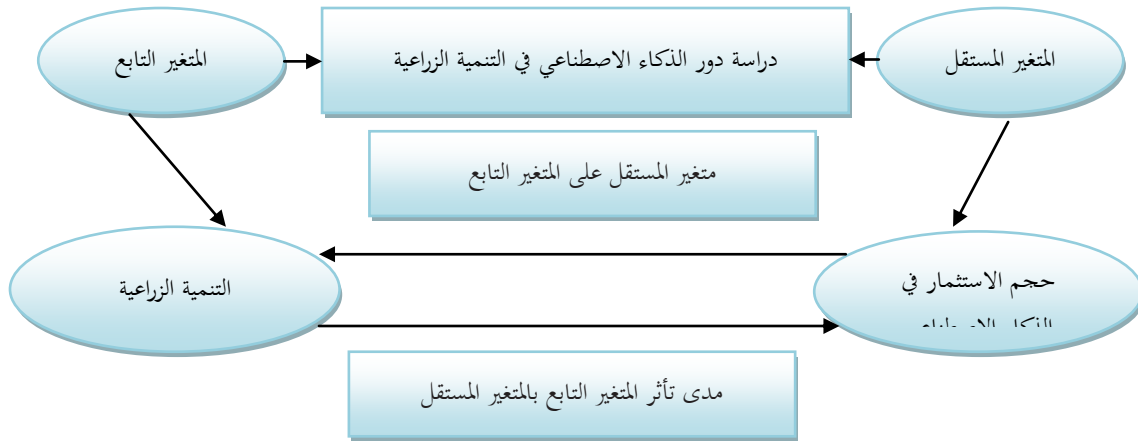 المتغير المستقل
دراسة دور الذكاء الاصطناعي في التنمية الزراعية
المتغير التابع
متغير المستقل على المتغير التابع
حجم الاستثمار في
التنمية الزراعية
مدى تأثر المتغير التابع بالمتغير المستقل